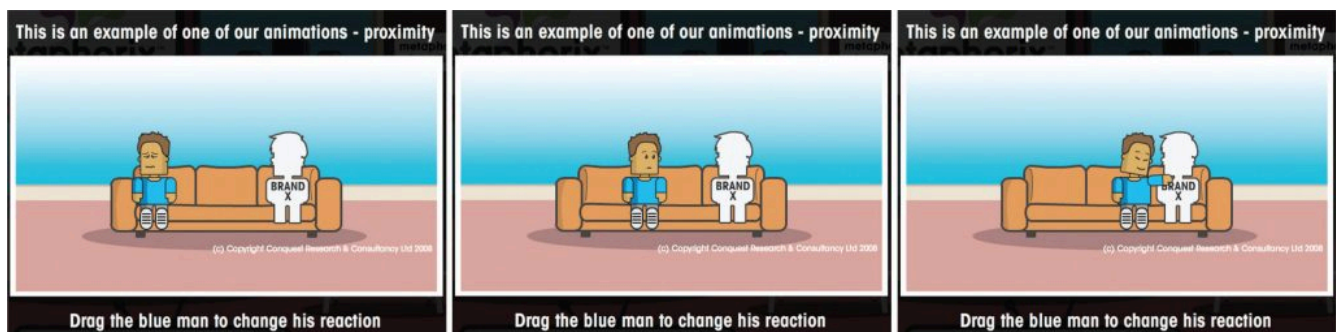 This is an example of one of our animations - proximity
BRAND
X
(c) Copyright Conquest Research & Consultancy Ltd 2008
Drag the blue man to change his reaction
This is an example of one of our animations - proximity
BRAND
X
(c) Copyright Conquest Research & Consultancy Ltd 2008
Drag the blue man to change his reaction
This is an example of one of our animations - proximity
BRAND
X
(c) Copyright Conquest Research & Consultancy Ltd 2008
Drag the blue man to change his reaction